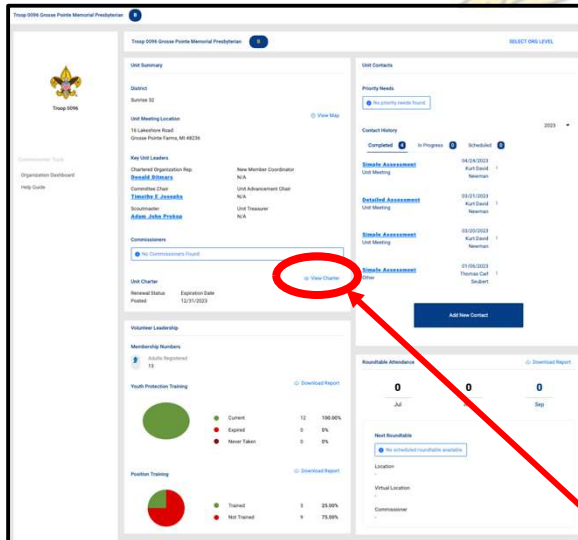 Troop 0096 Grosse Pointe Memorial Presbyterian B
Troop 0096 Grosse Pointe Memorial Presbyterian B
SELECT ORG LEVEL
Troop 0096
Commissioner Tools
Organization Dashboard
Help Guide
Unit Summary
District
Sunrise 32
Unit Meeting Location
View Map
16 Lakeshore Road
Grosse Pointe Farms, MI 48236
Key Unit Leaders
Chartered Organization Rep. New Member Coordinator
Donald Ditmars N/A
Committee Chair Unit Advancement Chair
Timothy E Josephs N/A
Scoutmaster Unit Treasurer
Adam John Prokop N/A
Commissioners
No Commissioners Found
Unit Charter
View Charter
Renewal Status Expiration Date
Posted 12/31/2023
Volunteer Leadership
Membership Numbers
Adults Registered
13
Youth Protection Training
Download Report
Current 12 100.00%
Expired 0 0%
Never Taken 0 0%
Position Training
Download Report
Trained 3 25.00%
Not Trained 9 75.00%
Unit Contacts
Priority Needs
No priority needs found
2023
Contact History
Completed 4 In Progress 0 Scheduled 0
Simple Assessment 04/24/2023
Unit Meeting Kurt David
Newman
Detailed Assessment 03/21/2023
Unit Meeting Kurt David
Newman
Simple Assessment 03/20/2023
Unit Meeting Kurt David
Newman
Simple Assessment 01/06/2023
Other Thomas Carl
Seubert
Add New Contact
Roundtable Attendance
Download Report
0 0 0
Jul Sep
Next Roundtable
No scheduled roundtable available
Location
-
Virtual Location
-
Commissioner
-